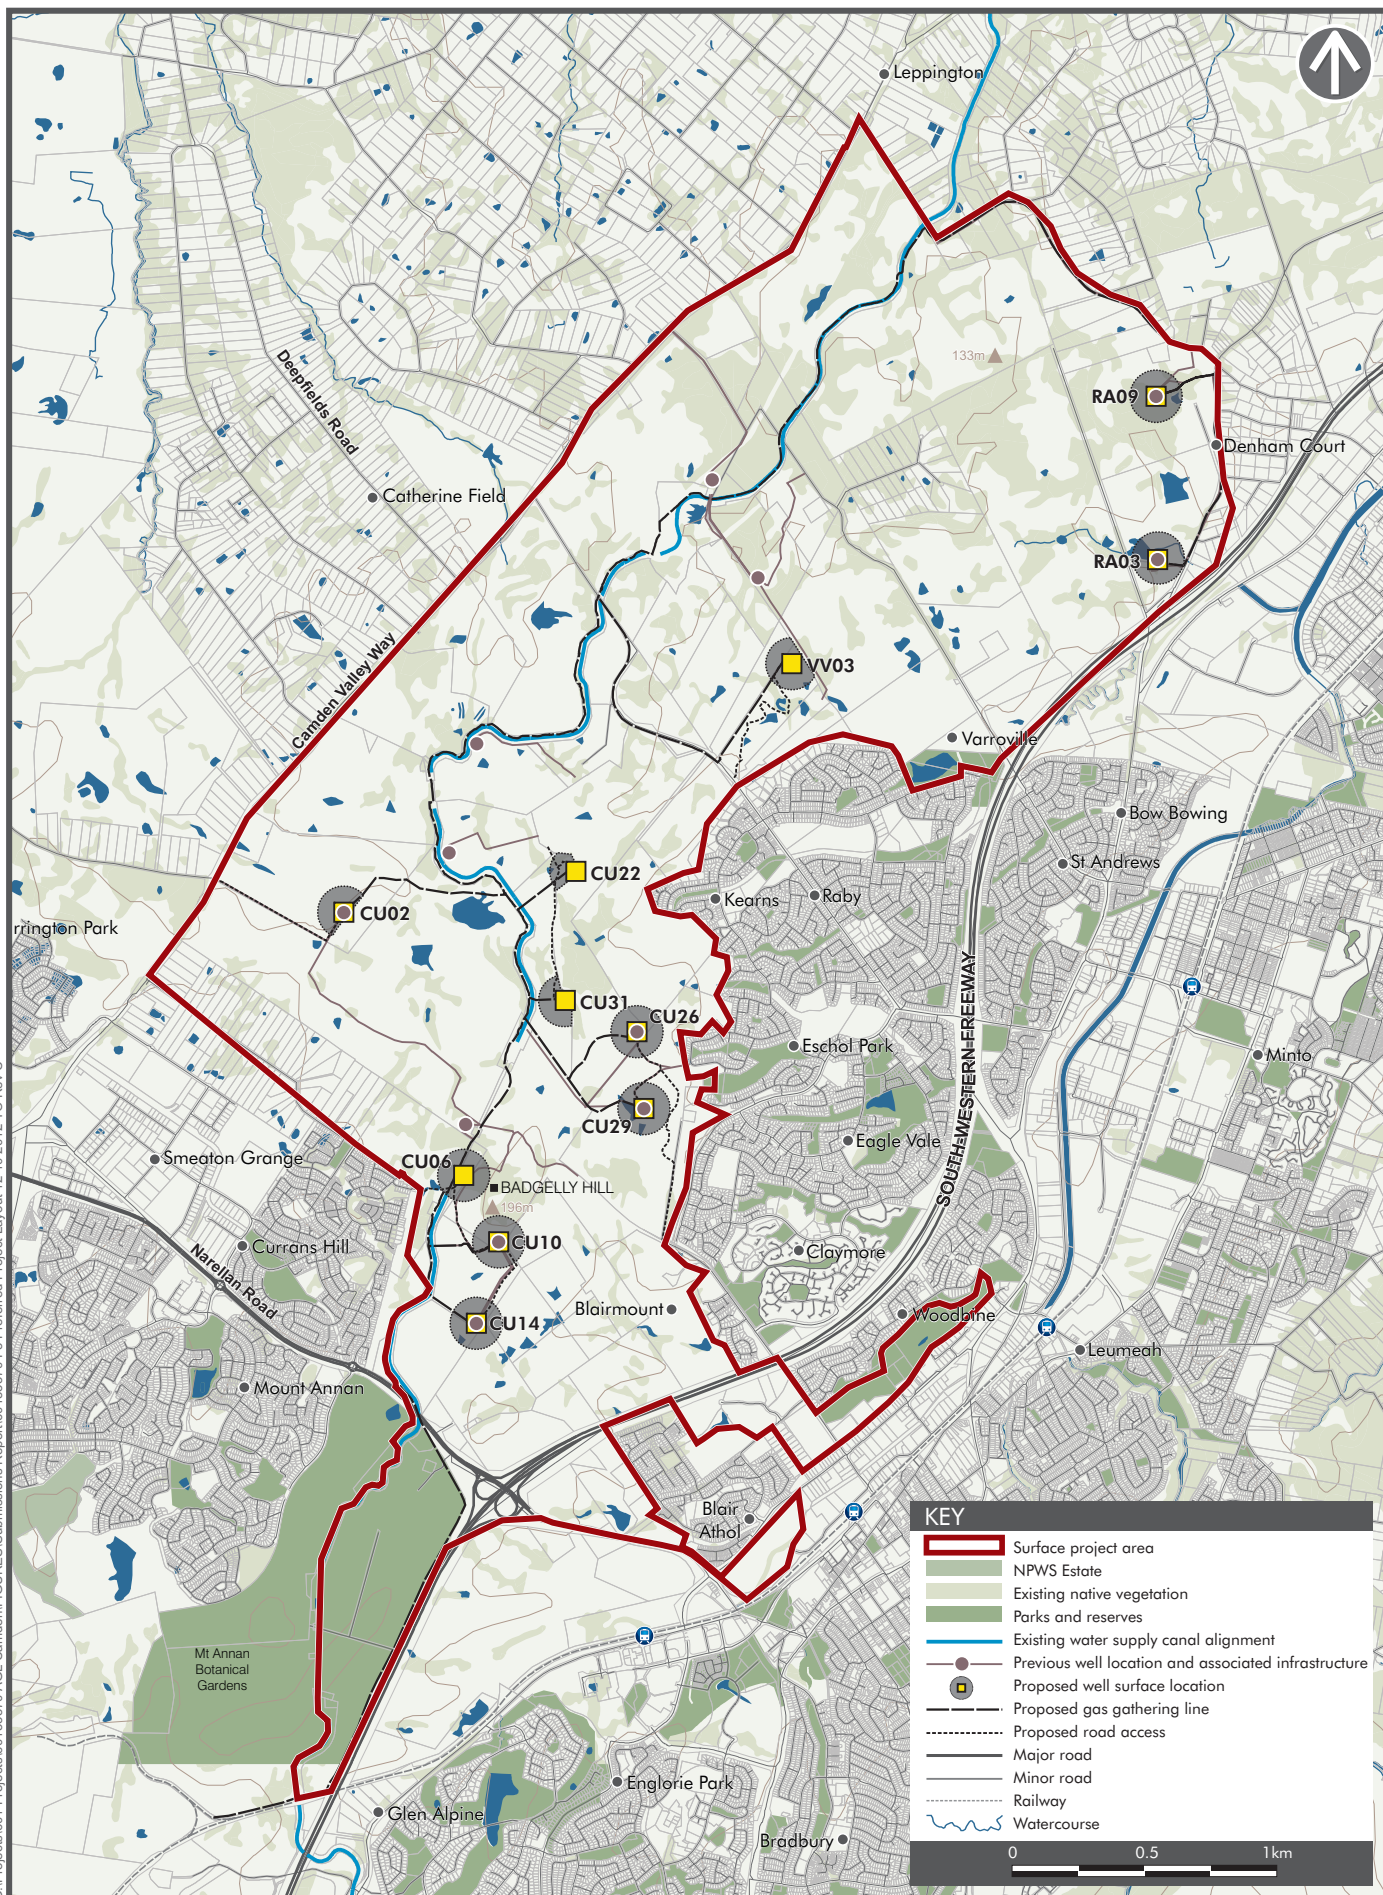 Leppington
133m
RA09
Denham Court
Deepfields Road
Catherine Field
RA03
Camden Valley Way
VV03
Varroville
Bow Bowing
St Andrews
CU22
Kearns
Raby
CU02
rrington Park
SOUTH WESTERN FREEWAY
CU31
CU26
Eschol Park
Minto
CU29
Eagle Vale
Smeaton Grange
CU06
BADGELLY HILL
196m
CU10
Currans Hill
Narellan Road
Claymore
Blairmount
CU14
Woodbine
Leumeah
Mount Annan
Blair
Athol
Mt Annan
Botanical
Gardens
Englorie Park
Glen Alpine
Bradbury
KEY
Surface project area
NPWS Estate
Existing native vegetation
Parks and reserves
Existing water supply canal alignment
Previous well location and associated infrastructure
Proposed well surface location
Proposed gas gathering line
Proposed road access
Major road
Minor road
Railway
Watercourse
0 0.5 1km